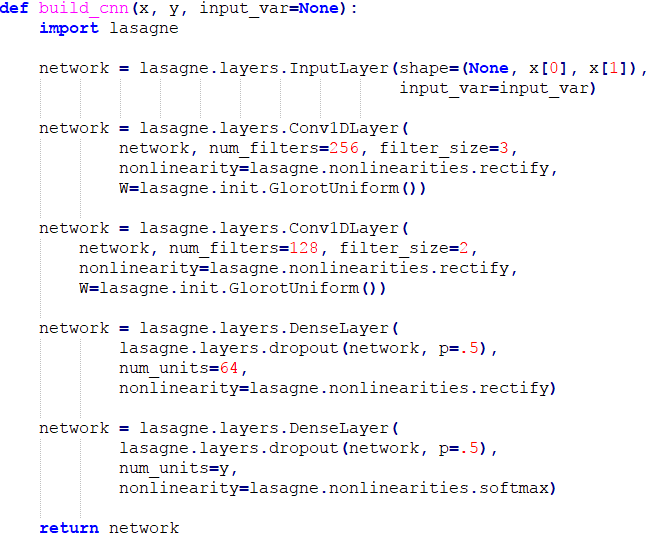 def build_cnn(x, y, input_var=None):
    import lasagne

    network = lasagne.layers.InputLayer(shape=(None, x[0], x[1]),
                                        input_var=input_var)

    network = lasagne.layers.Conv1DLayer(
            network, num_filters=256, filter_size=3,
            nonlinearity=lasagne.nonlinearities.rectify,
            W=lasagne.init.GlorotUniform())

    network = lasagne.layers.Conv1DLayer(
        network, num_filters=128, filter_size=2,
        nonlinearity=lasagne.nonlinearities.rectify,
        W=lasagne.init.GlorotUniform())

    network = lasagne.layers.DenseLayer(
            lasagne.layers.dropout(network, p=.5),
            num_units=64,
            nonlinearity=lasagne.nonlinearities.rectify)

    network = lasagne.layers.DenseLayer(
            lasagne.layers.dropout(network, p=.5),
            num_units=y,
            nonlinearity=lasagne.nonlinearities.softmax)

    return network